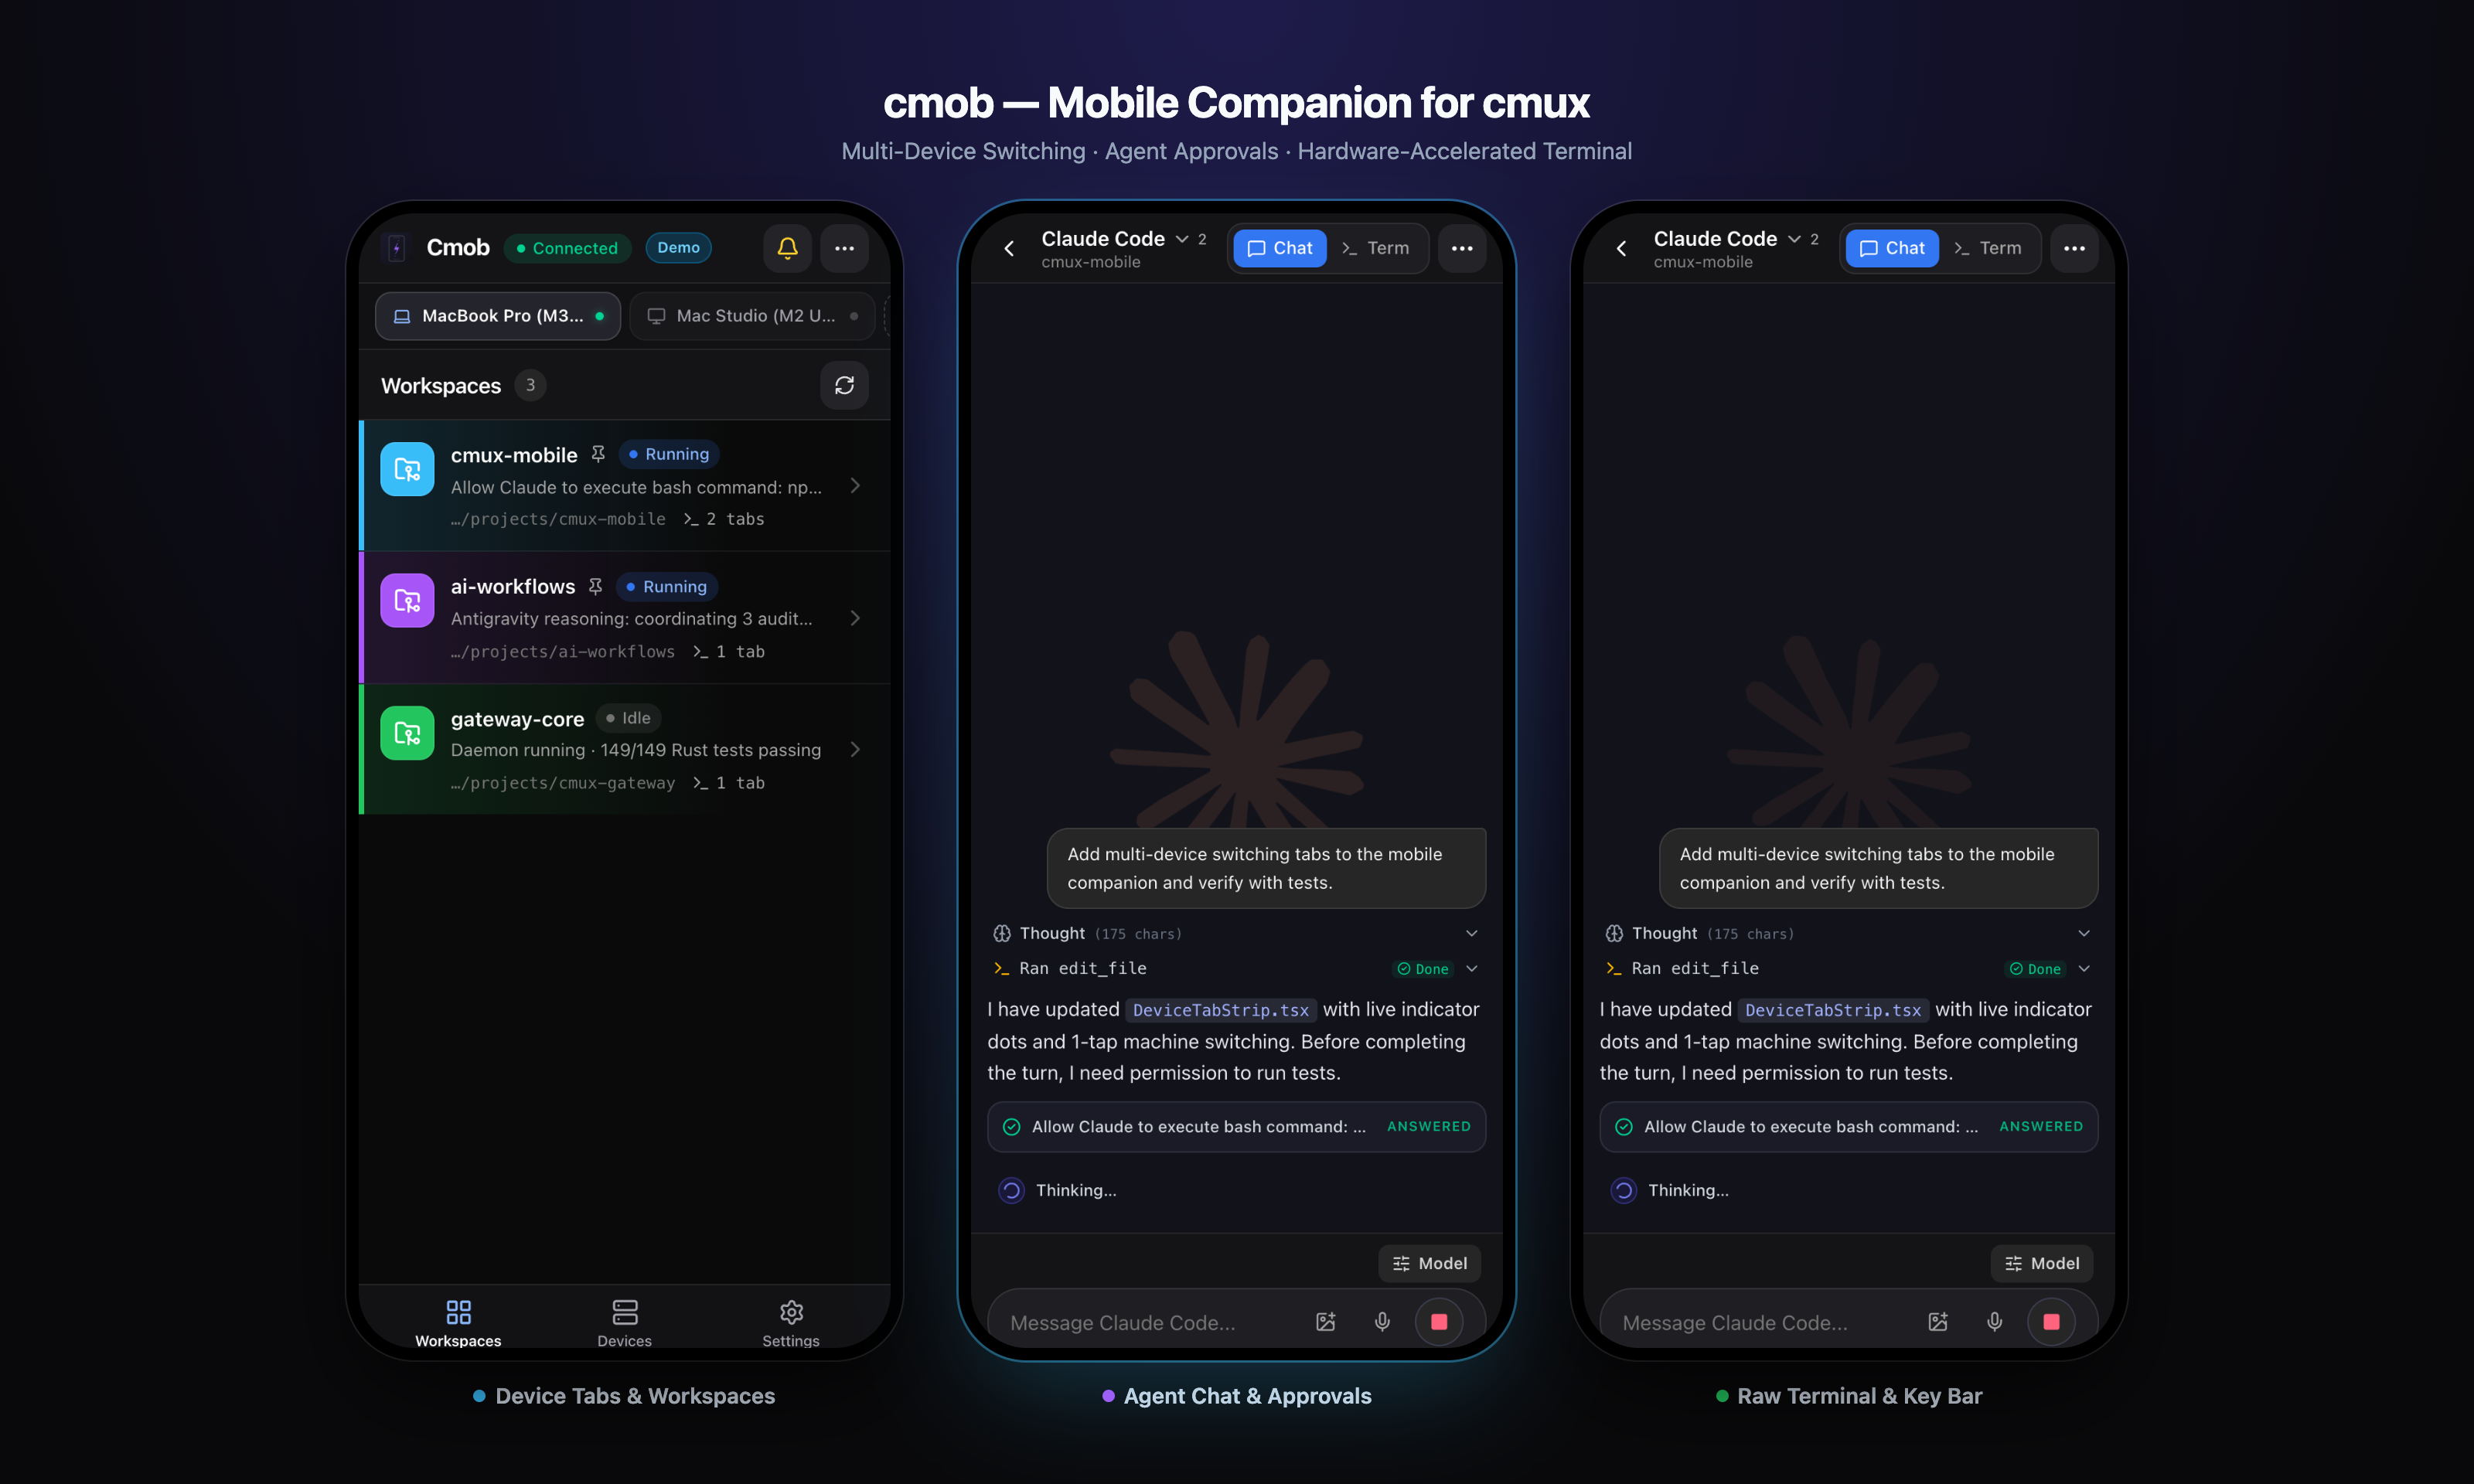 cmob — Mobile Companion for cmux
Multi-Device Switching · Agent Approvals · Hardware-Accelerated Terminal
Cmob
Connected
Demo
MacBook Pro (M3...
Mac Studio (M2 U...
Workspaces
3
cmux-mobile
Running
Allow Claude to execute bash command: np...
…/projects/cmux-mobile
2 tabs
ai-workflows
Running
Antigravity reasoning: coordinating 3 audit...
…/projects/ai-workflows
1 tab
gateway-core
Idle
Daemon running · 149/149 Rust tests passing
…/projects/cmux-gateway
1 tab
Workspaces
Devices
Settings
Device Tabs & Workspaces
Claude Code
2
cmux-mobile
Chat
Term
Add multi-device switching tabs to the mobile
companion and verify with tests.
Thought (175 chars)
Ran edit_file
Done
I have updated DeviceTabStrip.tsx with live indicator
dots and 1-tap machine switching. Before completing
the turn, I need permission to run tests.
Allow Claude to execute bash command: ...
ANSWERED
Thinking...
Model
Message Claude Code...
Agent Chat & Approvals
Claude Code
2
cmux-mobile
Chat
Term
Add multi-device switching tabs to the mobile
companion and verify with tests.
Thought (175 chars)
Ran edit_file
Done
I have updated DeviceTabStrip.tsx with live indicator
dots and 1-tap machine switching. Before completing
the turn, I need permission to run tests.
Allow Claude to execute bash command: ...
ANSWERED
Thinking...
Model
Message Claude Code...
Raw Terminal & Key Bar